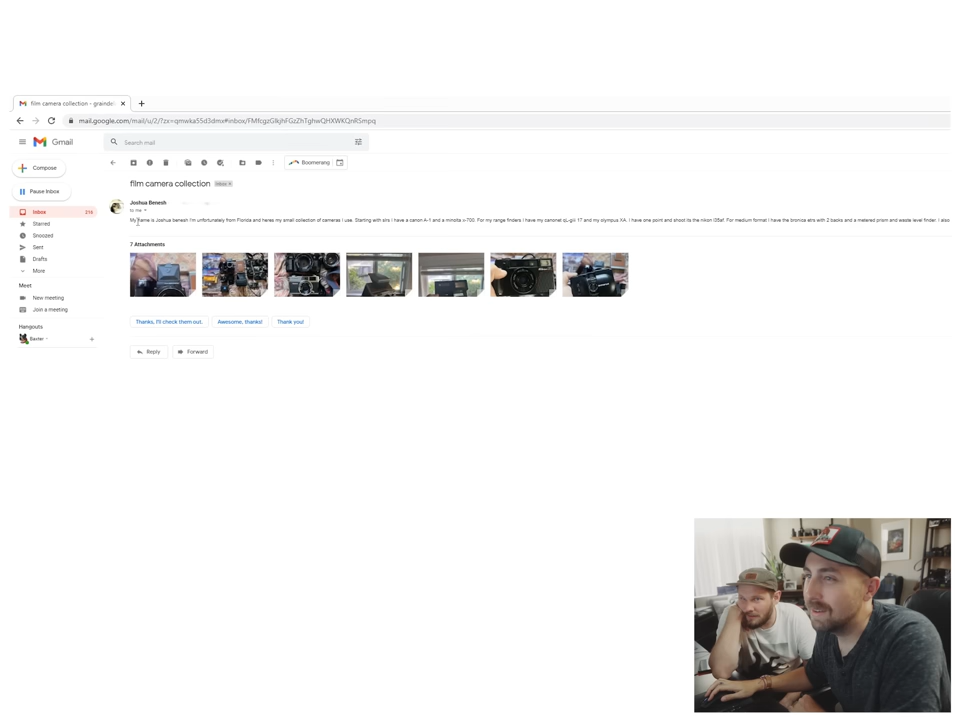 film camera collection - graindel
mail.google.com/mail/u/2/?zx=qmwka55d3dmx#inbox/FMfcgzGlkjhFGzZhTghwQHXWKQnRSmpq
Gmail
Search mail
Compose
Boomerang
Pause Inbox
film camera collection
Inbox x
Inbox 316
Joshua Benesh
to me
Starred
My name is Joshua benesh I'm unfortunately from Florida and heres my small collection of cameras I use. Starting with slrs I have a canon A-1 and a minolta x-700. For my range finders I have my canonet QL-giii 17 and my olympus XA. I have one point and shoot its the nikon l35af. For medium format I have the bronica etrs with 2 backs and a metered prism and waste level finder. I also
Snoozed
Sent
7 Attachments
Drafts
More
Meet
New meeting
Join a meeting
Thanks, I'll check them out.
Awesome, thanks!
Thank you!
Hangouts
Baxter
Reply
Forward